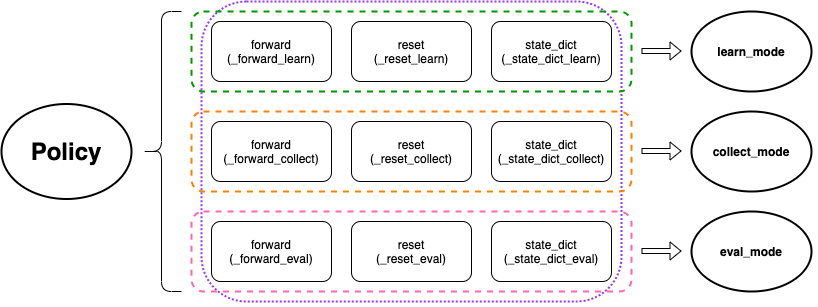 forward
(_forward_learn)
reset
(_reset_learn)
state_dict
(_state_dict_learn)
learn_mode
Policy
forward
(_forward_collect)
reset
(_reset_collect)
state_dict
(_state_dict_collect)
collect_mode
forward
(_forward_eval)
reset
(_reset_eval)
state_dict
(_state_dict_eval)
eval_mode